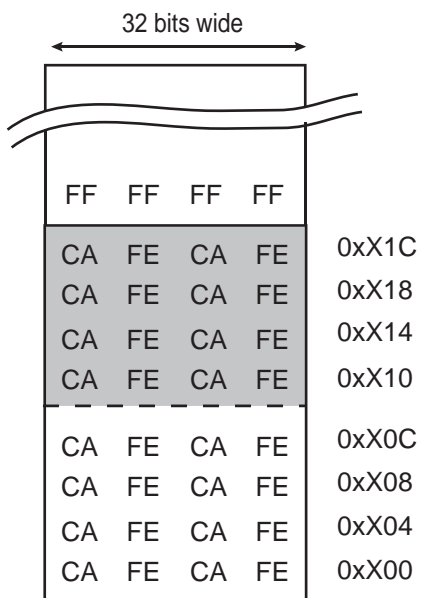 32 bits wide
FF FF FF FF
CA FE CA FE 0xX1C
CA FE CA FE 0xX18
CA FE CA FE 0xX14
CA FE CA FE 0xX10
CA FE CA FE 0xX0C
CA FE CA FE 0xX08
CA FE CA FE 0xX04
CA FE CA FE 0xX00